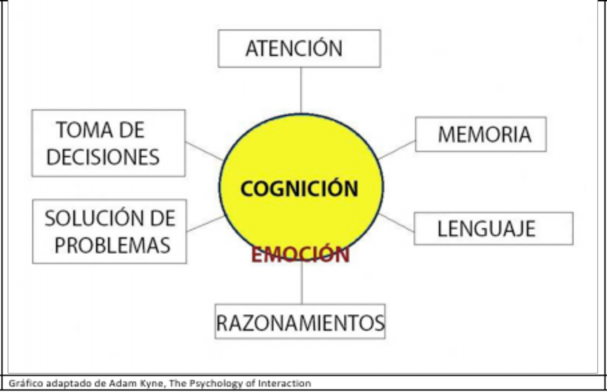 ATENCIÓN
TOMA DE
DECISIONES
MEMORIA
COGNICIÓN
SOLUCIÓN DE
PROBLEMAS
LENGUAJE
EMOCIÓN
RAZONAMIENTOS
Gráfico adaptado de Adam Kyne, The Psychology of Interaction